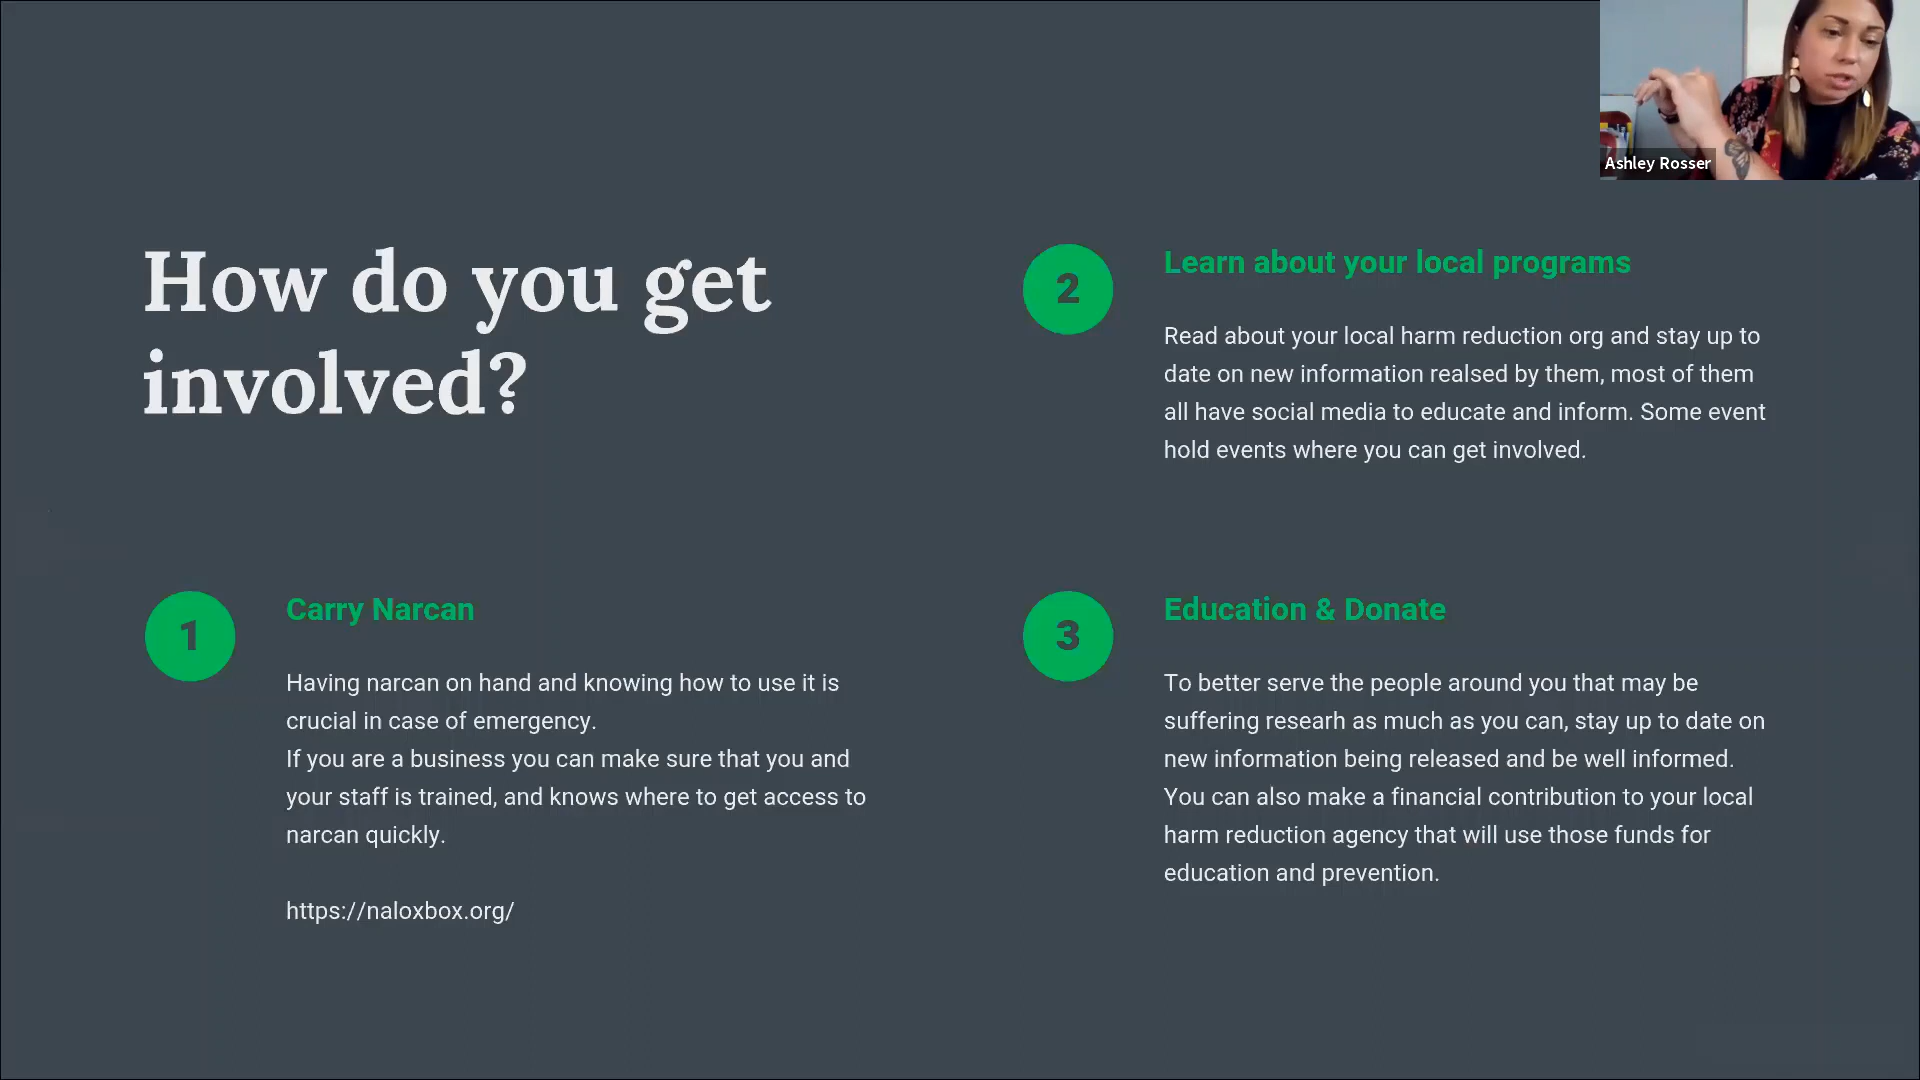 Ashley Rosser
How do you get
involved?
1
Carry Narcan
Having narcan on hand and knowing how to use it is
crucial in case of emergency.
If you are a business you can make sure that you and
your staff is trained, and knows where to get access to
narcan quickly.
https://naloxbox.org/
2
Learn about your local programs
Read about your local harm reduction org and stay up to
date on new information realsed by them, most of them
all have social media to educate and inform. Some event
hold events where you can get involved.
3
Education & Donate
To better serve the people around you that may be
suffering researh as much as you can, stay up to date on
new information being released and be well informed.
You can also make a financial contribution to your local
harm reduction agency that will use those funds for
education and prevention.